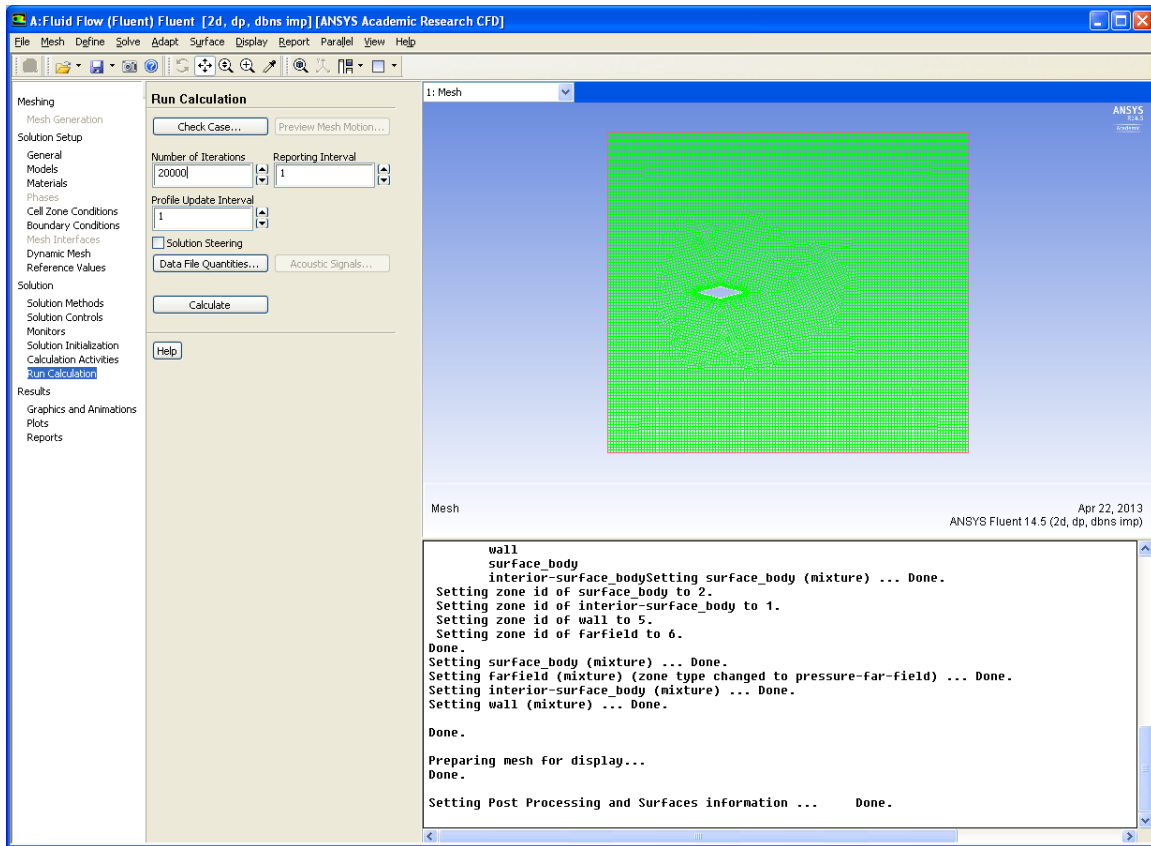 A:Fluid Flow (Fluent) Fluent [2d, dp, dbns imp] [ANSYS Academic Research CFD]
File Mesh Define Solve Adapt Surface Display Report Parallel View Help
Meshing
Mesh Generation
Solution Setup
General
Models
Materials
Phases
Cell Zone Conditions
Boundary Conditions
Mesh Interfaces
Dynamic Mesh
Reference Values
Solution
Solution Methods
Solution Controls
Monitors
Solution Initialization
Calculation Activities
Run Calculation
Results
Graphics and Animations
Plots
Reports
Run Calculation
Check Case... Preview Mesh Motion...
Number of Iterations Reporting Interval
20000 1
Profile Update Interval
1
Solution Steering
Data File Quantities... Acoustic Signals...
Calculate
Help
1: Mesh
ANSYS
R14.5
Academic
Mesh Apr 22, 2013
ANSYS Fluent 14.5 (2d, dp, dbns imp)
wall
surface_body
interior-surface_bodySetting surface_body (mixture) ... Done.
Setting zone id of surface_body to 2.
Setting zone id of interior-surface_body to 1.
Setting zone id of wall to 5.
Setting zone id of farfield to 6.
Done.
Setting surface_body (mixture) ... Done.
Setting farfield (mixture) (zone type changed to pressure-far-field) ... Done.
Setting interior-surface_body (mixture) ... Done.
Setting wall (mixture) ... Done.
Done.
Preparing mesh for display...
Done.
Setting Post Processing and Surfaces information ... Done.